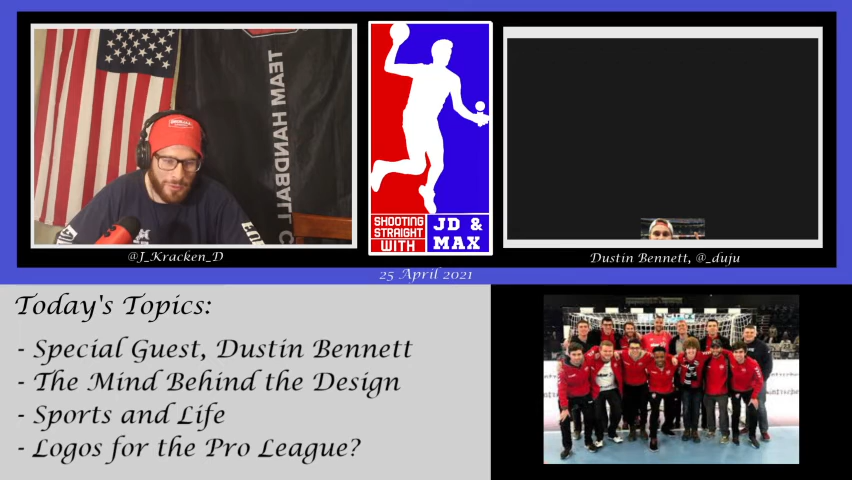 TEAM HANDBALL C
SHOOTING
STRAIGHT
WITH
JD &
MAX
@J_Kracken_D
Dustin Bennett, @_duju
25 April 2021
Today's Topics:
- Special Guest, Dustin Bennett
- The Mind Behind the Design
- Sports and Life
- Logos for the Pro League?